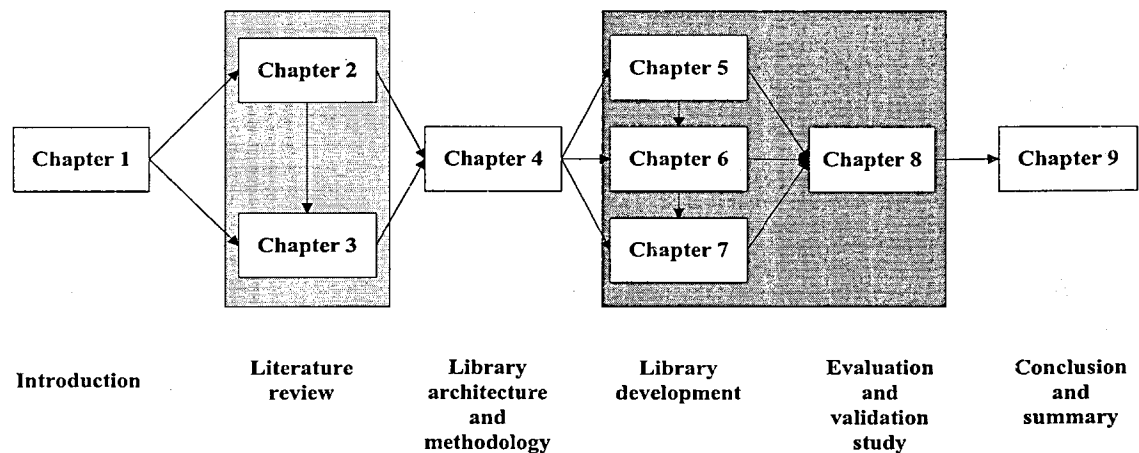 Chapter 1
Chapter 2
Chapter 3
Chapter 4
Chapter 5
Chapter 6
Chapter 7
Chapter 8
Chapter 9
Introduction
Literature
review
Library
architecture
and
methodology
Library
development
Evaluation
and
validation
study
Conclusion
and
summary